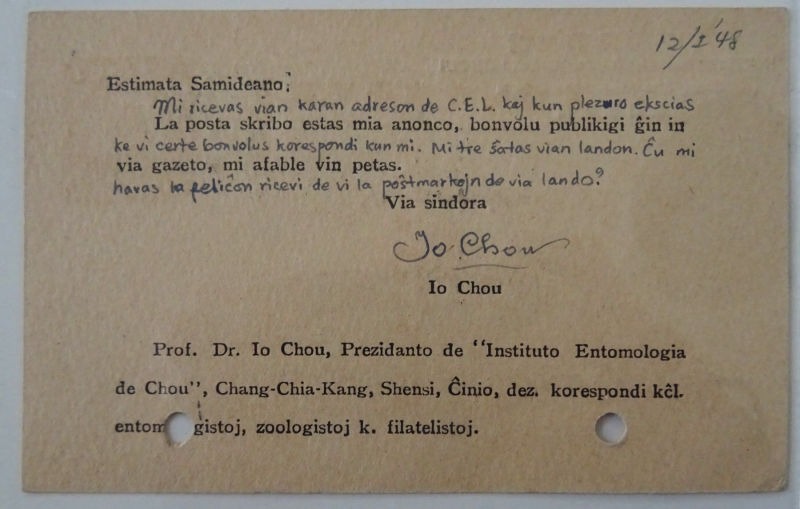 12/I '48
Estimata Samideano;
Mi ricevas vian karan adreson de C.E.L. kaj kun plezuro ekscias
La posta skribo estas mia anonco, bonvolu publikigi ĝin in
ke vi certe bonvolus korespondi kun mi. Mi tre ŝatas vian landon. Ĉu mi
via gazeto, mi afable vin petas.
havas la feliĉon ricevi de vi la poŝtmarkojn de via lando?
Via sindora
Io Chou
Io Chou
Prof. Dr. Io Chou, Prezidanto de "Instituto Entomologia
de Chou", Chang-Chia-Kang, Shensi, Ĉinio, dez. korespondi kĉl.
entom gistoj, zoologistoj k. filatelistoj.